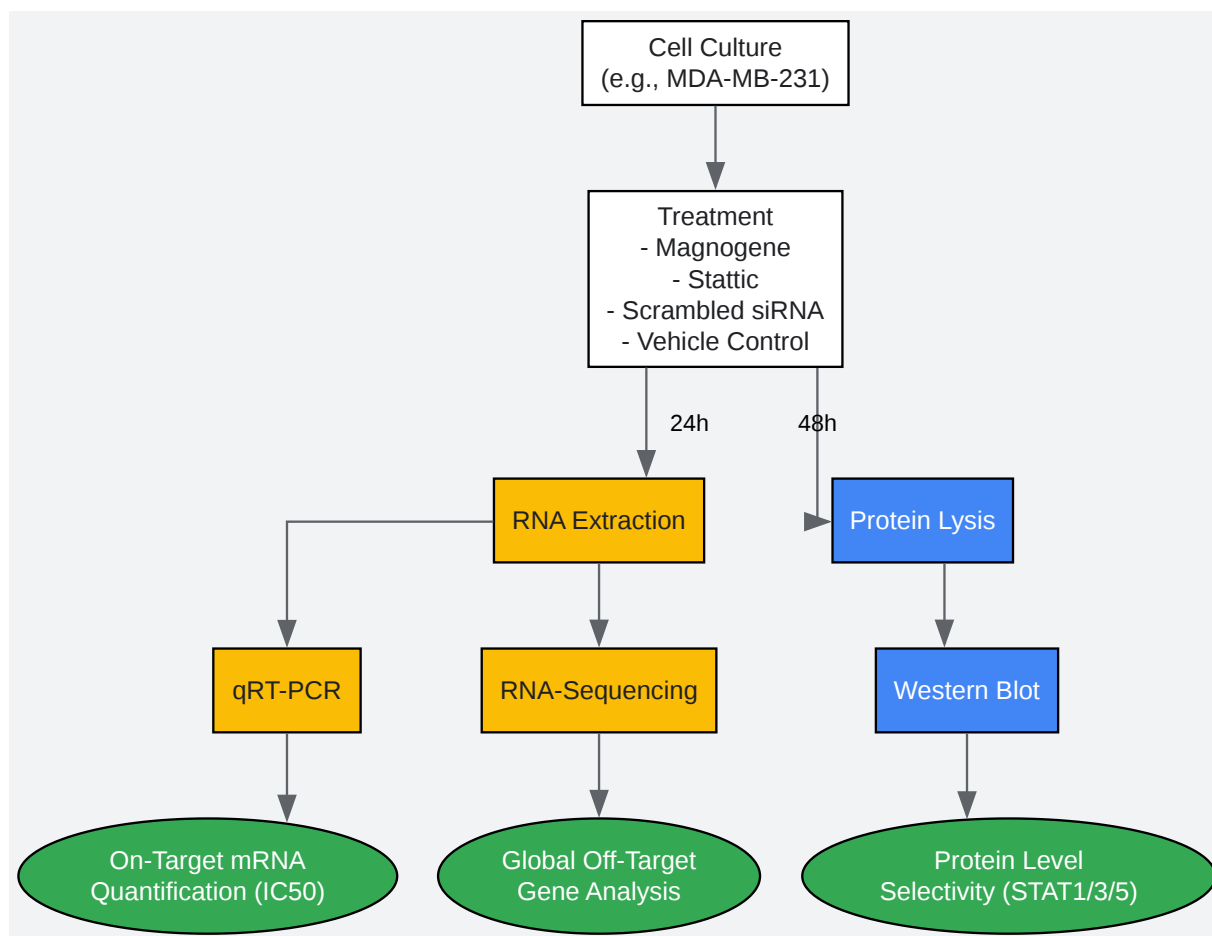 Cell Culture
(e.g., MDA-MB-231)
Treatment
- Magnogene
- Stattic
- Scrambled siRNA
- Vehicle Control
24h
48h
RNA Extraction
Protein Lysis
qRT-PCR
RNA-Sequencing
Western Blot
On-Target mRNA
Quantification (IC50)
Global Off-Target
Gene Analysis
Protein Level
Selectivity (STAT1/3/5)